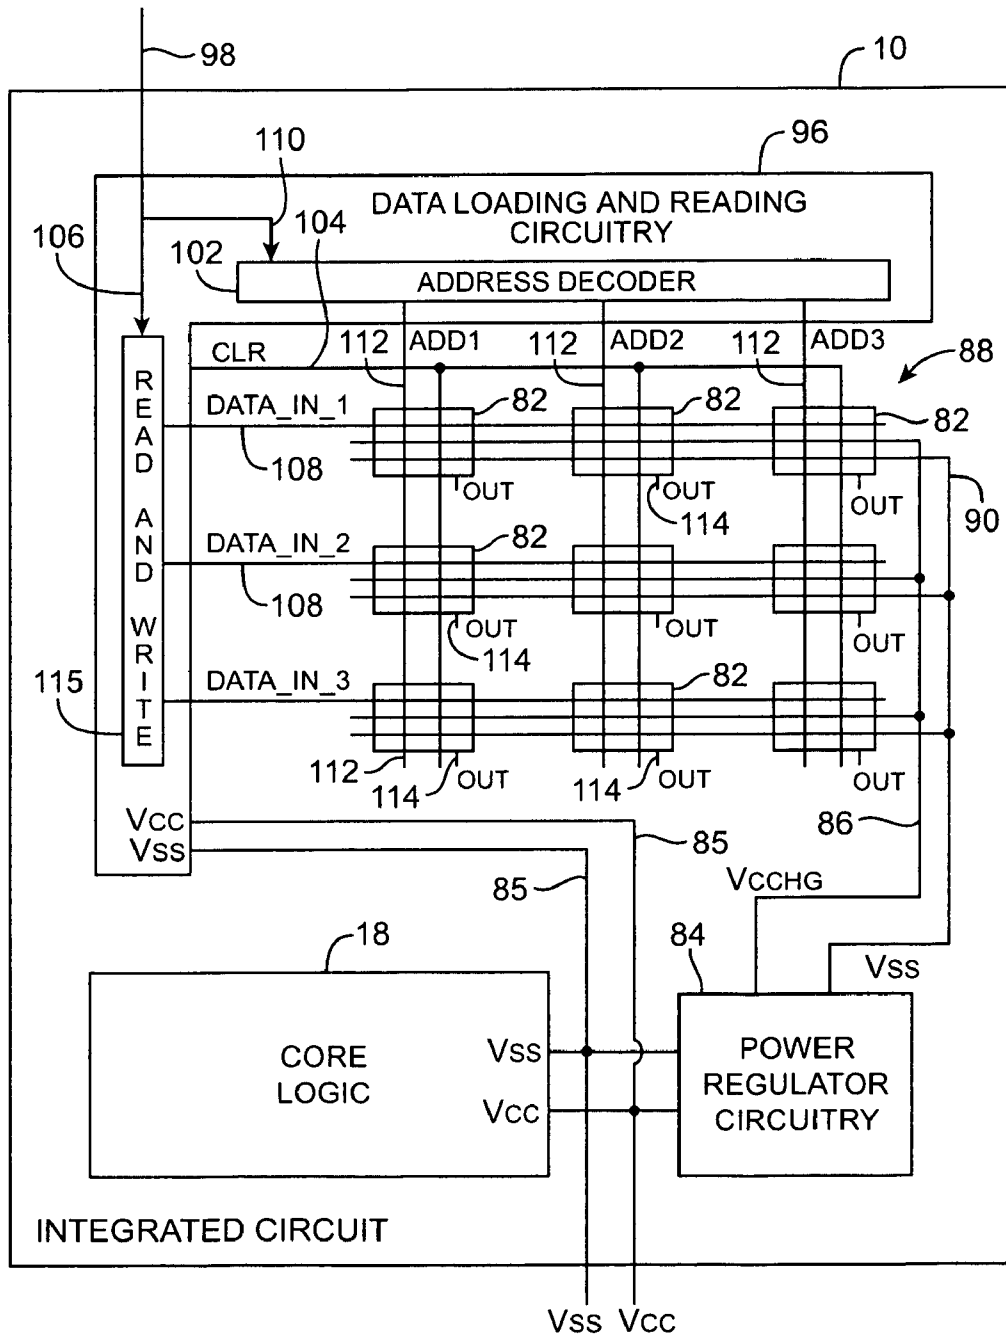 98
10
110
96
DATA LOADING AND READING
CIRCUITRY
106
104
102
ADDRESS DECODER
CLR
112
ADD1
112
ADD2
112
ADD3
88
READ AND WRITE
DATA_IN_1
82
82
82
108
OUT
OUT
114
OUT
90
DATA_IN_2
82
108
OUT
114
OUT
OUT
DATA_IN_3
82
115
112
114
OUT
114
OUT
OUT
VCC
VSS
85
85
86
VCCHG
18
84
VSS
CORE
LOGIC
VSS
VCC
POWER
REGULATOR
CIRCUITRY
INTEGRATED CIRCUIT
VSS
VCC